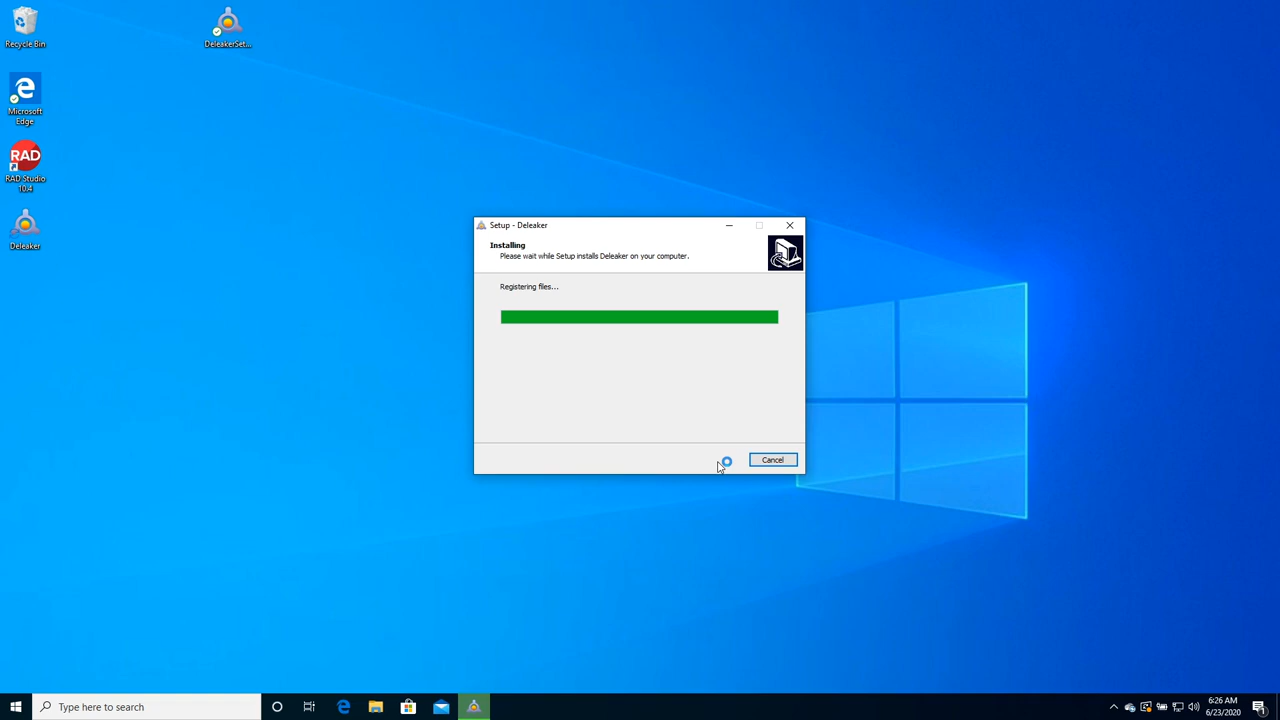 Recycle Bin
DeleakerSet...
Microsoft
Edge
RAD
RAD Studio
10.4
Deleaker
Setup - Deleaker
Installing
Please wait while Setup installs Deleaker on your computer.
Registering files...
Cancel
Type here to search
6:26 AM
6/23/2020
1